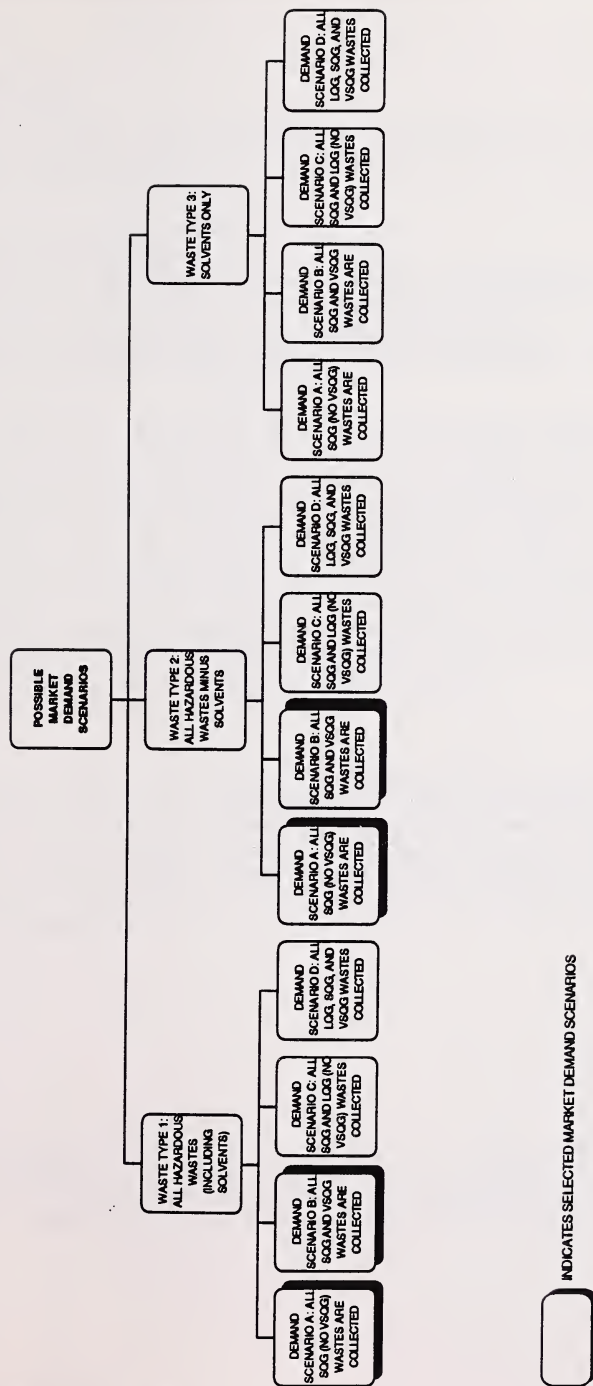 POSSIBLE
MARKET
DEMAND
SCENARIOS
WASTE TYPE 1:
ALL HAZARDOUS
WASTES
(INCLUDING
SOLVENTS)
WASTE TYPE 2:
ALL HAZARDOUS
WASTES MINUS
SOLVENTS
WASTE TYPE 3:
SOLVENTS ONLY
DEMAND
SCENARIO A: ALL
SQG (NO VSQG)
WASTES ARE
COLLECTED
DEMAND
SCENARIO B: ALL
SQG AND VSQG
WASTES ARE
COLLECTED
DEMAND
SCENARIO C: ALL
SQG AND LQG (NO
VSQG) WASTES
COLLECTED
DEMAND
SCENARIO D: ALL
LQG, SQG, AND
VSQG WASTES
COLLECTED
DEMAND
SCENARIO A: ALL
SQG (NO VSQG)
WASTES ARE
COLLECTED
DEMAND
SCENARIO B: ALL
SQG AND VSQG
WASTES ARE
COLLECTED
DEMAND
SCENARIO C: ALL
SQG AND LQG (NO
VSQG) WASTES
COLLECTED
DEMAND
SCENARIO D: ALL
LQG, SQG, AND
VSQG WASTES
COLLECTED
DEMAND
SCENARIO A: ALL
SQG (NO VSQG)
WASTES ARE
COLLECTED
DEMAND
SCENARIO B: ALL
SQG AND VSQG
WASTES ARE
COLLECTED
DEMAND
SCENARIO C: ALL
SQG AND LQG (NO
VSQG) WASTES
COLLECTED
DEMAND
SCENARIO D: ALL
LQG, SQG, AND
VSQG WASTES
COLLECTED
INDICATES SELECTED MARKET DEMAND SCENARIOS